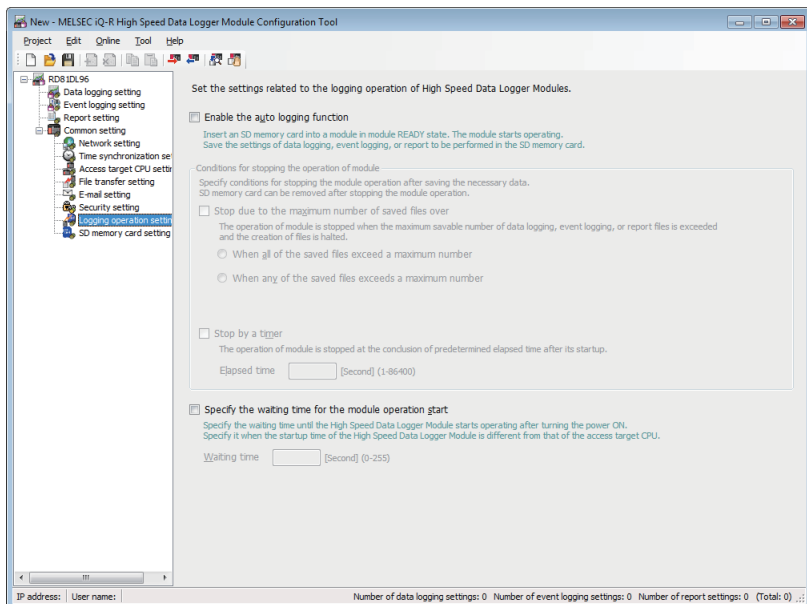 New - MELSEC iQ-R High Speed Data Logger Module Configuration Tool
Project Edit Online Tool Help
RD81DL96
Data logging setting
Event logging setting
Report setting
Common setting
Network setting
Time synchronization se
Access target CPU settir
File transfer setting
E-mail setting
Security setting
Logging operation settin
SD memory card setting
Set the settings related to the logging operation of High Speed Data Logger Modules.
Enable the auto logging function
Insert an SD memory card into a module in module READY state. The module starts operating.
Save the settings of data logging, event logging, or report to be performed in the SD memory card.
Conditions for stopping the operation of module
Specify conditions for stopping the module operation after saving the necessary data.
SD memory card can be removed after stopping the module operation.
Stop due to the maximum number of saved files over
The operation of module is stopped when the maximum savable number of data logging, event logging, or report files is exceeded
and the creation of files is halted.
When all of the saved files exceed a maximum number
When any of the saved files exceeds a maximum number
Stop by a timer
The operation of module is stopped at the conclusion of predetermined elapsed time after its startup.
Elapsed time [Second] (1-86400)
Specify the waiting time for the module operation start
Specify the waiting time until the High Speed Data Logger Module starts operating after turning the power ON.
Specify it when the startup time of the High Speed Data Logger Module is different from that of the access target CPU.
Waiting time [Second] (0-255)
IP address: User name: Number of data logging settings: 0 Number of event logging settings: 0 Number of report settings: 0 (Total: 0)